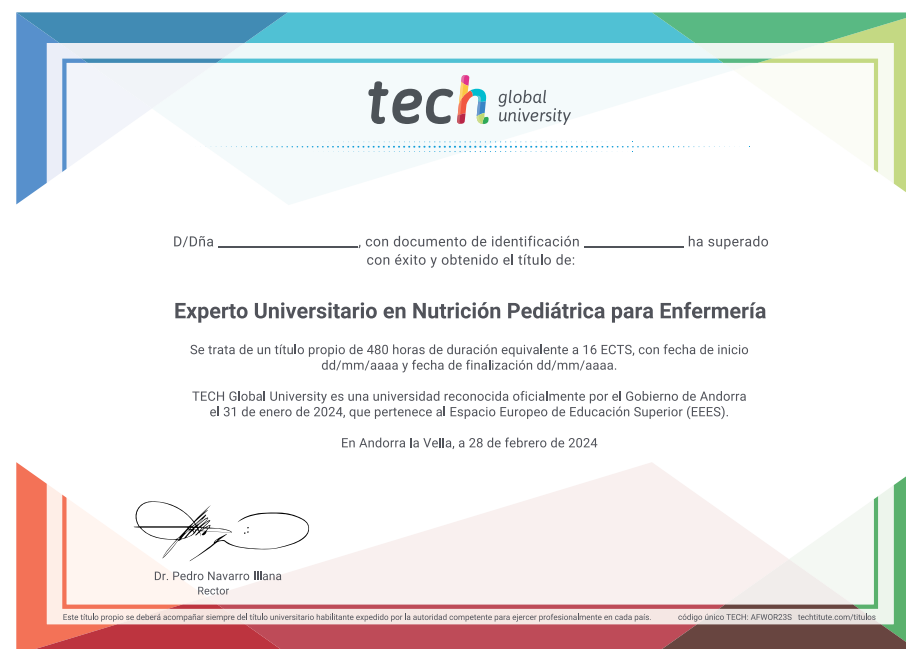 tech global university
D/Dña ____________________, con documento de identificación ______________ ha superado
con éxito y obtenido el título de:
Experto Universitario en Nutrición Pediátrica para Enfermería
Se trata de un título propio de 480 horas de duración equivalente a 16 ECTS, con fecha de inicio
dd/mm/aaaa y fecha de finalización dd/mm/aaaa.
TECH Global University es una universidad reconocida oficialmente por el Gobierno de Andorra
el 31 de enero de 2024, que pertenece al Espacio Europeo de Educación Superior (EEES).
En Andorra la Vella, a 28 de febrero de 2024
Dr. Pedro Navarro Illana
Rector
Este título propio se deberá acompañar siempre del título universitario habilitante expedido por la autoridad competente para ejercer profesionalmente en cada país. código único TECH: AFWOR23S techtitute.com/titulos